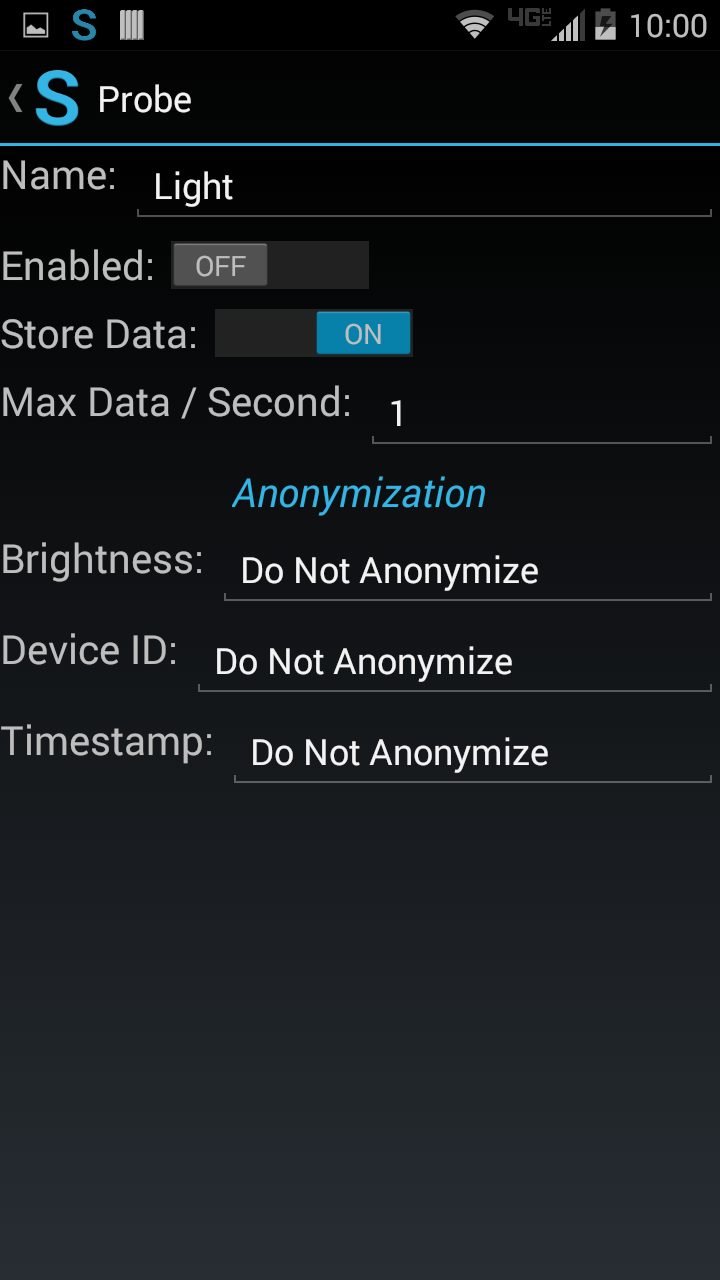 S 4G LTE 10:00
S Probe
Name: Light
Enabled: OFF
Store Data: ON
Max Data / Second: 1
Anonymization
Brightness: Do Not Anonymize
Device ID: Do Not Anonymize
Timestamp: Do Not Anonymize